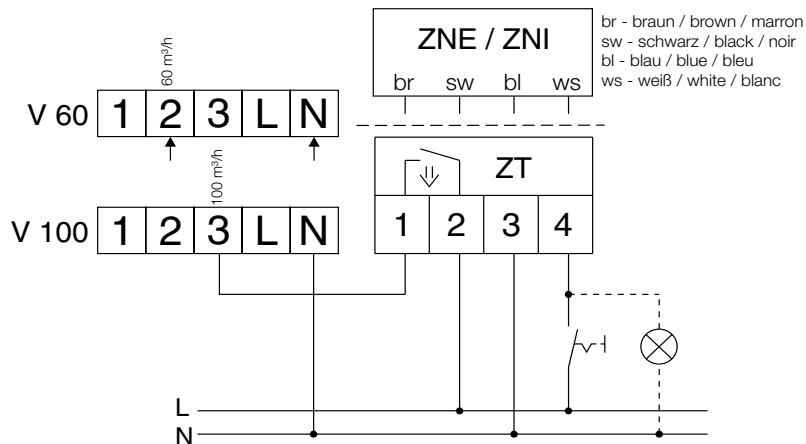 ZNE / ZNI
br sw bl ws
br - braun / brown / marron
sw - schwarz / black / noir
bl - blau / blue / bleu
ws - weiß / white / blanc
60 m³/h
V 60 1 2 3 L N
ZT
1 2 3 4
100 m³/h
V 100 1 2 3 L N
L
N